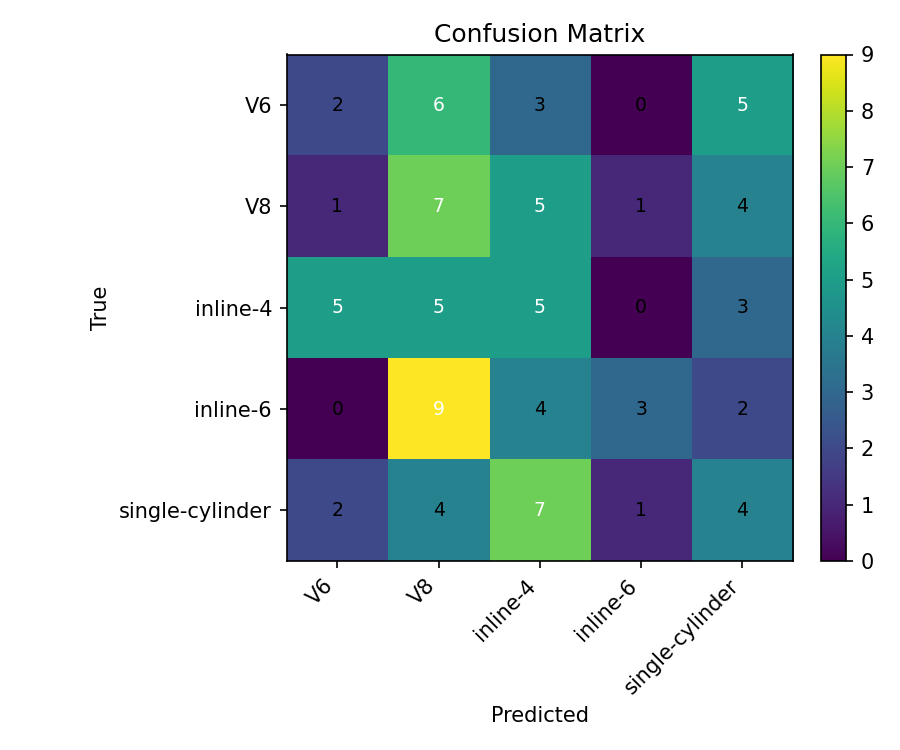 Confusion Matrix
True
V6 2 6 3 0 5
V8 1 7 5 1 4
inline-4 5 5 5 0 3
inline-6 0 9 4 3 2
single-cylinder 2 4 7 1 4
V6 V8 inline-4 inline-6 single-cylinder
Predicted
9
8
7
6
5
4
3
2
1
0